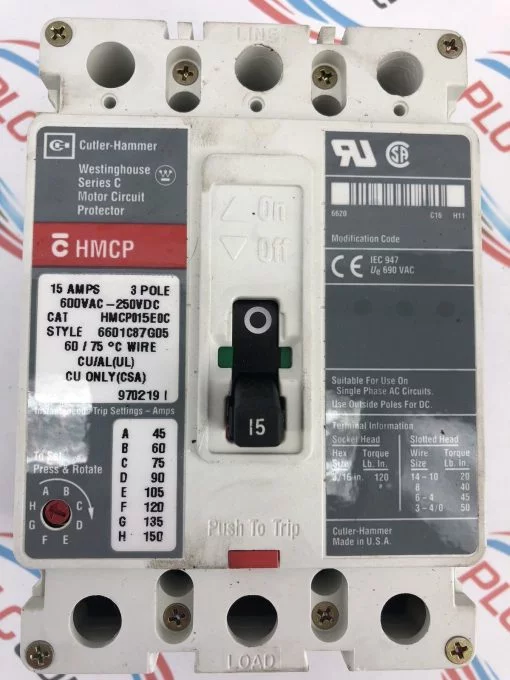 LINE
Cutler-Hammer
Westinghouse
Series C
Motor Circuit
Protector
HMCP
15 AMPS 3 POLE
600VAC-250VDC
CAT HMCP015E0C
STYLE 6601C87G05
60 / 75 °C WIRE
CU/AL(UL)
CU ONLY(CSA)
970219 I
Instantaneous Trip Settings - Amps
To Set
Press & Rotate
A B C D E F G H
A 45
B 60
C 75
D 90
E 105
F 120
G 135
H 150
On
Off
O
15
Push To Trip
6620 C16 H11
Modification Code
CE IEC 947
Ue 690 VAC
Suitable For Use On
Single Phase AC Circuits.
Use Outside Poles For DC.
Terminal Information
Socket Head Slotted Head
Hex Torque Wire Torque
Size Lb. In. Size Lb. In.
3/16 in. 120 14 - 10 20
8 40
6 - 4 45
3 - 4/0 50
Cutler-Hammer
Made in U.S.A.
LOAD
PLC
PLC
PLC
PLC